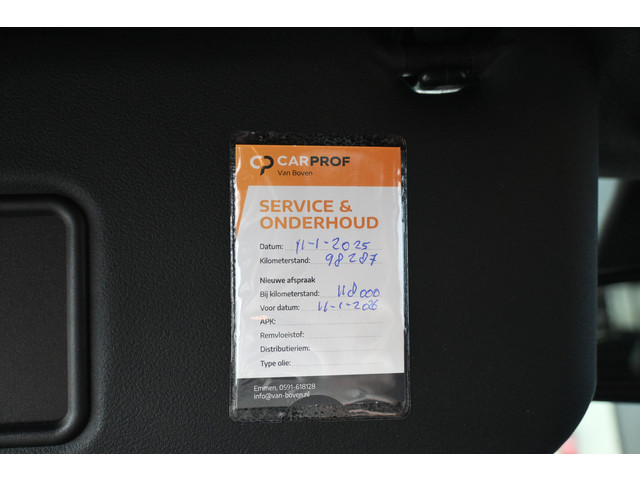 CARPROF
Van Boven
SERVICE &
ONDERHOUD
Datum: 11-1-2025
Kilometerstand: 98287
Nieuwe afspraak
Bij kilometerstand: 118000
Voor datum: 11-1-2026
APK:
Remvloeistof:
Distributieriem:
Type olie:
Emmen, 0591-618128
info@van-boven.nl